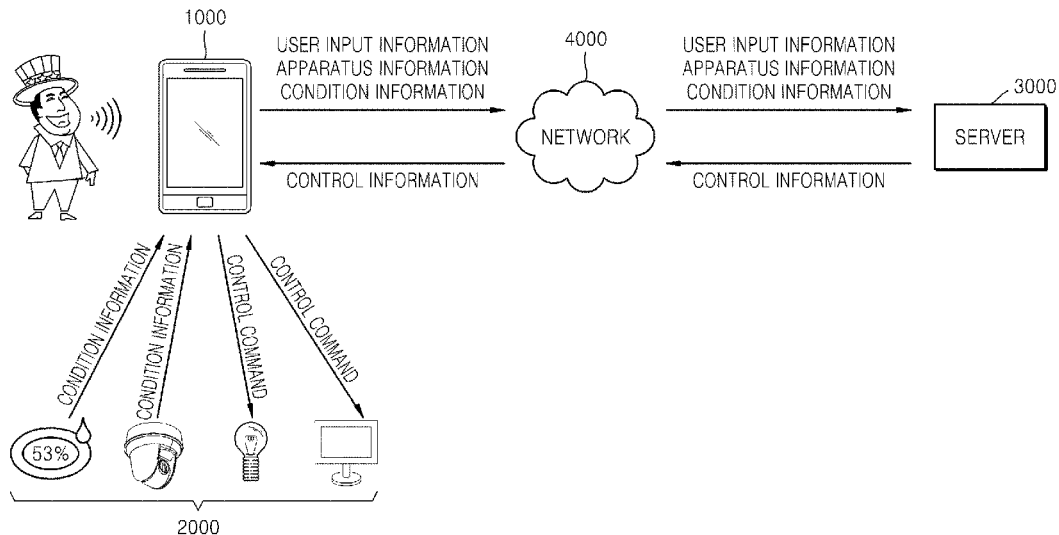 1000
USER INPUT INFORMATION
APPARATUS INFORMATION
CONDITION INFORMATION
4000
USER INPUT INFORMATION
APPARATUS INFORMATION
CONDITION INFORMATION
3000
NETWORK
SERVER
CONTROL INFORMATION
CONTROL INFORMATION
CONDITION INFORMATION
CONDITION INFORMATION
CONTROL COMMAND
CONTROL COMMAND
53%
2000